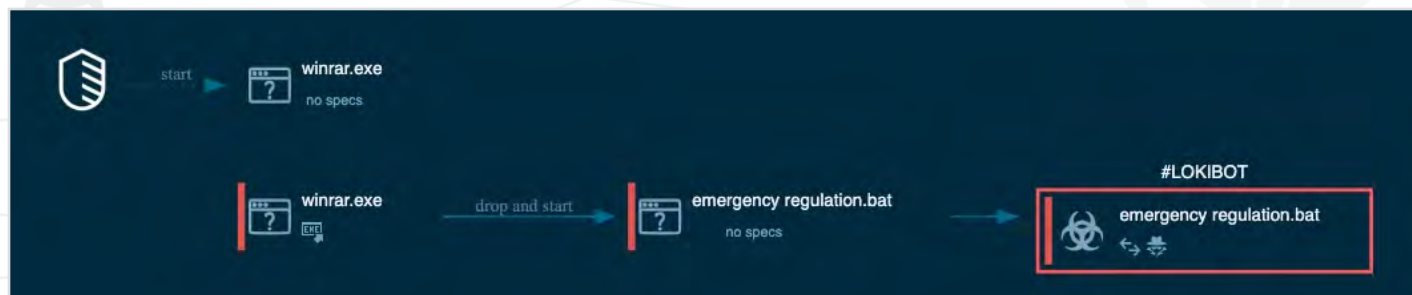 start
winrar.exe
no specs
#LOKIBOT
winrar.exe
EXE
drop and start
emergency regulation.bat
no specs
emergency regulation.bat